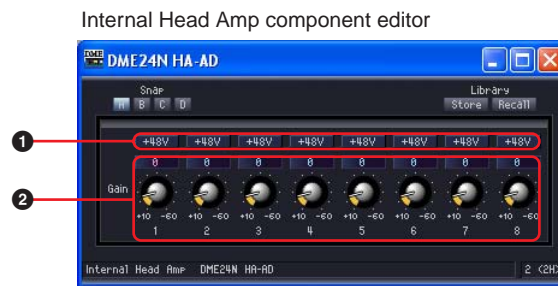 Internal Head Amp component editor
DME24N HA-AD
Snap
Library
A B C D
Store Recall
1
+48V +48V +48V +48V +48V +48V +48V +48V
2
0 0 0 0 0 0 0 0
Gain
+10 -60 +10 -60 +10 -60 +10 -60 +10 -60 +10 -60 +10 -60 +10 -60
1 2 3 4 5 6 7 8
Internal Head Amp DME24N HA-AD
2 <2H>